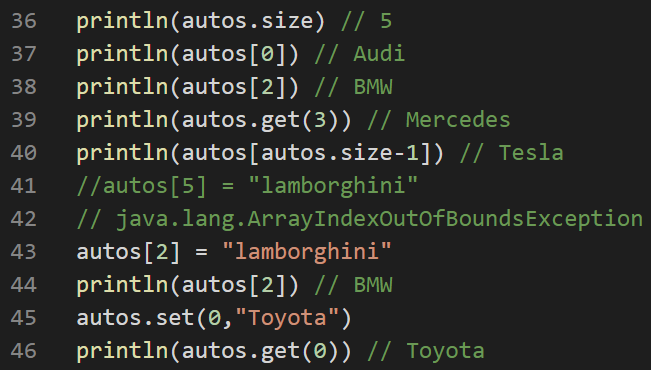 36 println(autos.size) // 5
37 println(autos[0]) // Audi
38 println(autos[2]) // BMW
39 println(autos.get(3)) // Mercedes
40 println(autos[autos.size-1]) // Tesla
41 //autos[5] = "lamborghini"
42 // java.lang.ArrayIndexOutOfBoundsException
43 autos[2] = "lamborghini"
44 println(autos[2]) // BMW
45 autos.set(0,"Toyota")
46 println(autos.get(0)) // Toyota